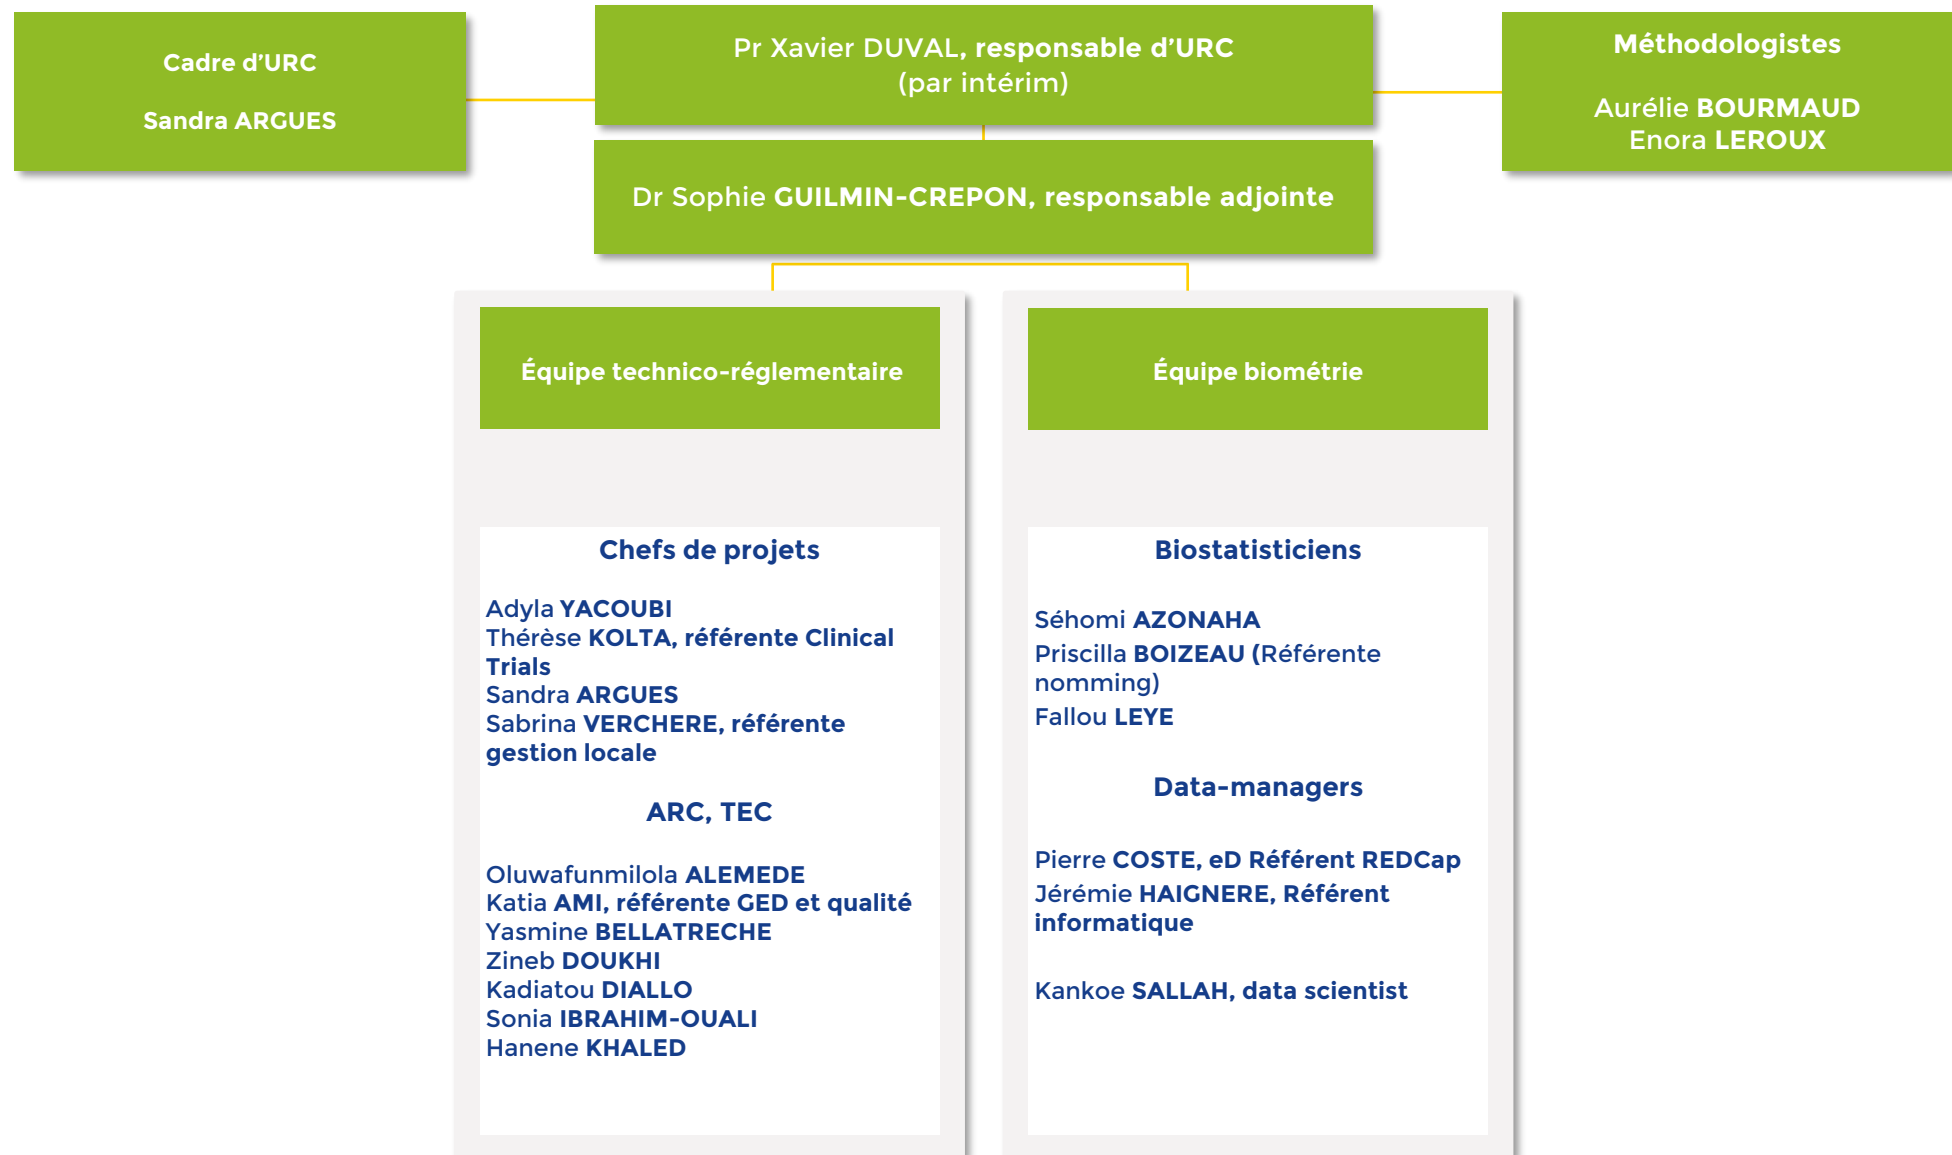 Cadre d'URC
Sandra ARGUES
Pr Xavier DUVAL, responsable d'URC
(par intérim)
Méthodologistes
Aurélie BOURMAUD
Enora LEROUX
Dr Sophie GUILMIN-CREPON, responsable adjointe
Équipe technico-réglementaire
Chefs de projets
Adyla YACOUBI
Thérèse KOLTA, référente Clinical
Trials
Sandra ARGUES
Sabrina VERCHERE, référente
gestion locale
ARC, TEC
Oluwafunmilola ALEMEDE
Katia AMI, référente GED et qualité
Yasmine BELLATRECHE
Zineb DOUKHI
Kadiatou DIALLO
Sonia IBRAHIM-OUALI
Hanene KHALED
Équipe biométrie
Biostatisticiens
Séhomi AZONAHA
Priscilla BOIZEAU (Référente
nomming)
Fallou LEYE
Data-managers
Pierre COSTE, eD Référent REDCap
Jérémie HAIGNERE, Référent
informatique
Kankoe SALLAH, data scientist